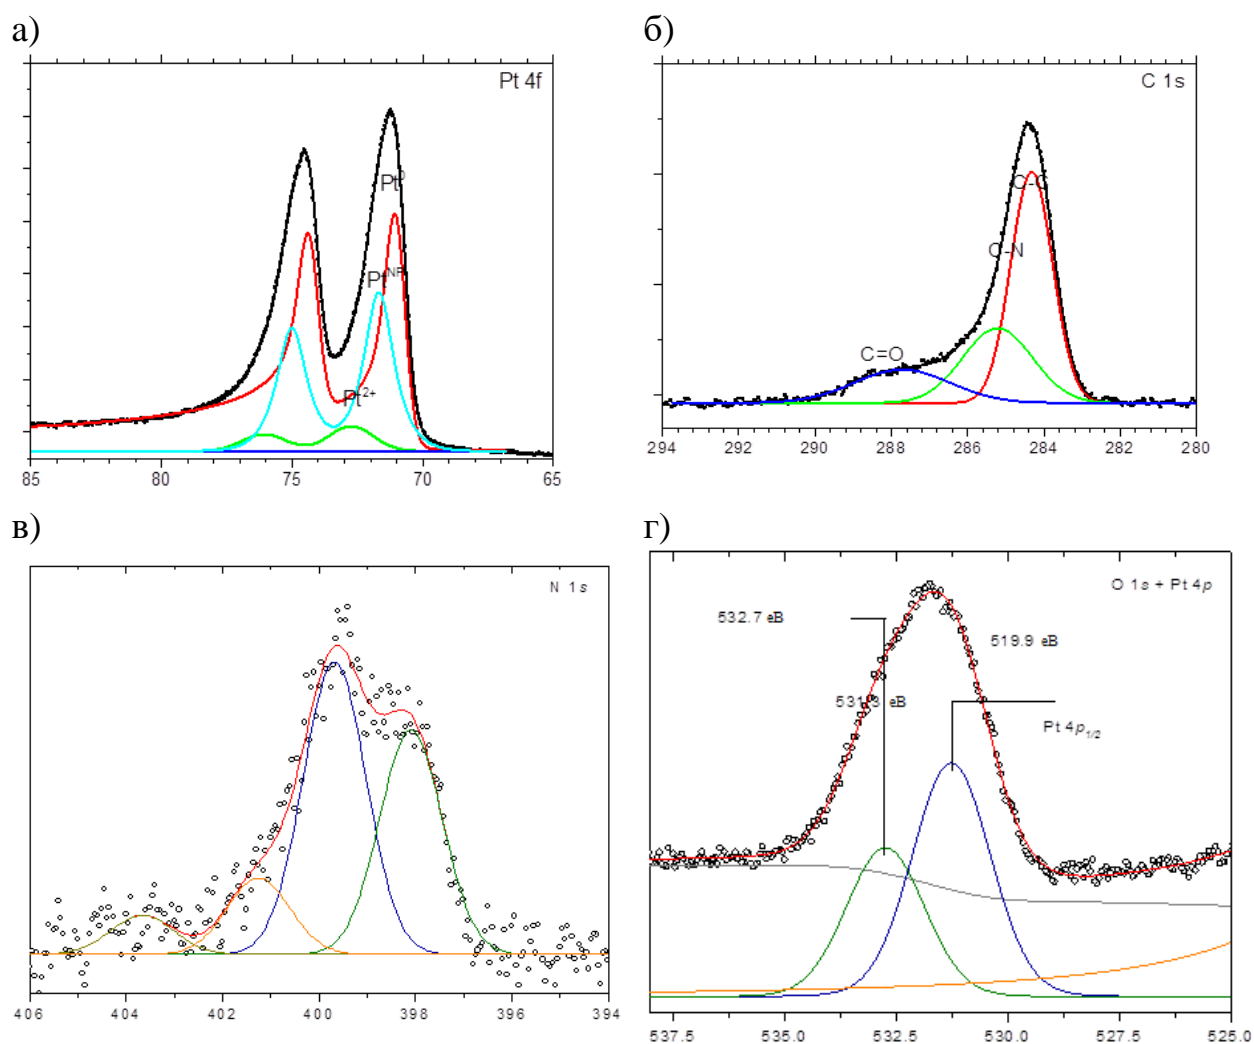 а)
Pt 4f
Pt0
PtNP
Pt2+
85 80 75 70 65
б)
C 1s
C-C
C-N
C=O
294 292 290 288 286 284 282 280
в)
N 1s
406 404 402 400 398 396 394
г)
O 1s + Pt 4p
532.7 eB
519.9 eB
531.3 eB
Pt 4p1/2
537.5 535.0 532.5 530.0 527.5 525.0